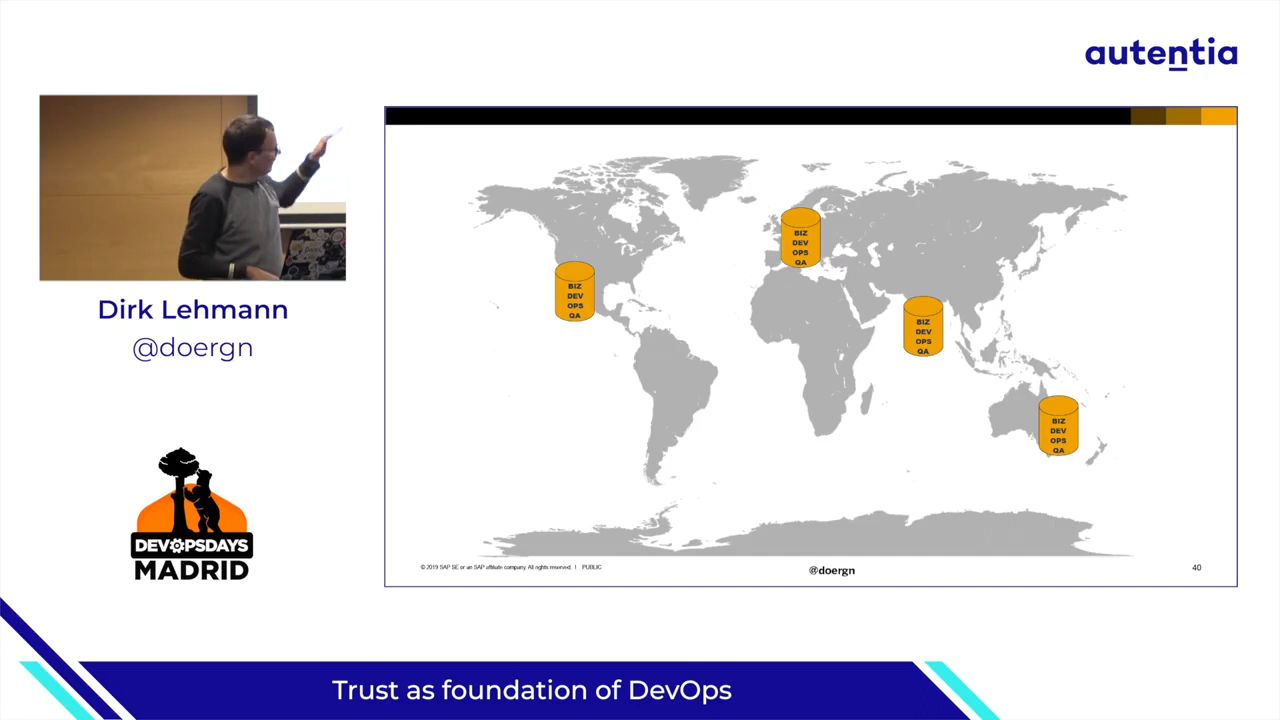 autentia
Dirk Lehmann
@doergn
DEVOPSDAYS
MADRID
BIZ
DEV
OPS
QA
BIZ
DEV
OPS
QA
BIZ
DEV
OPS
QA
BIZ
DEV
OPS
QA
© 2019 SAP SE or an SAP affiliate company. All rights reserved. I PUBLIC
@doergn
40
Trust as foundation of DevOps